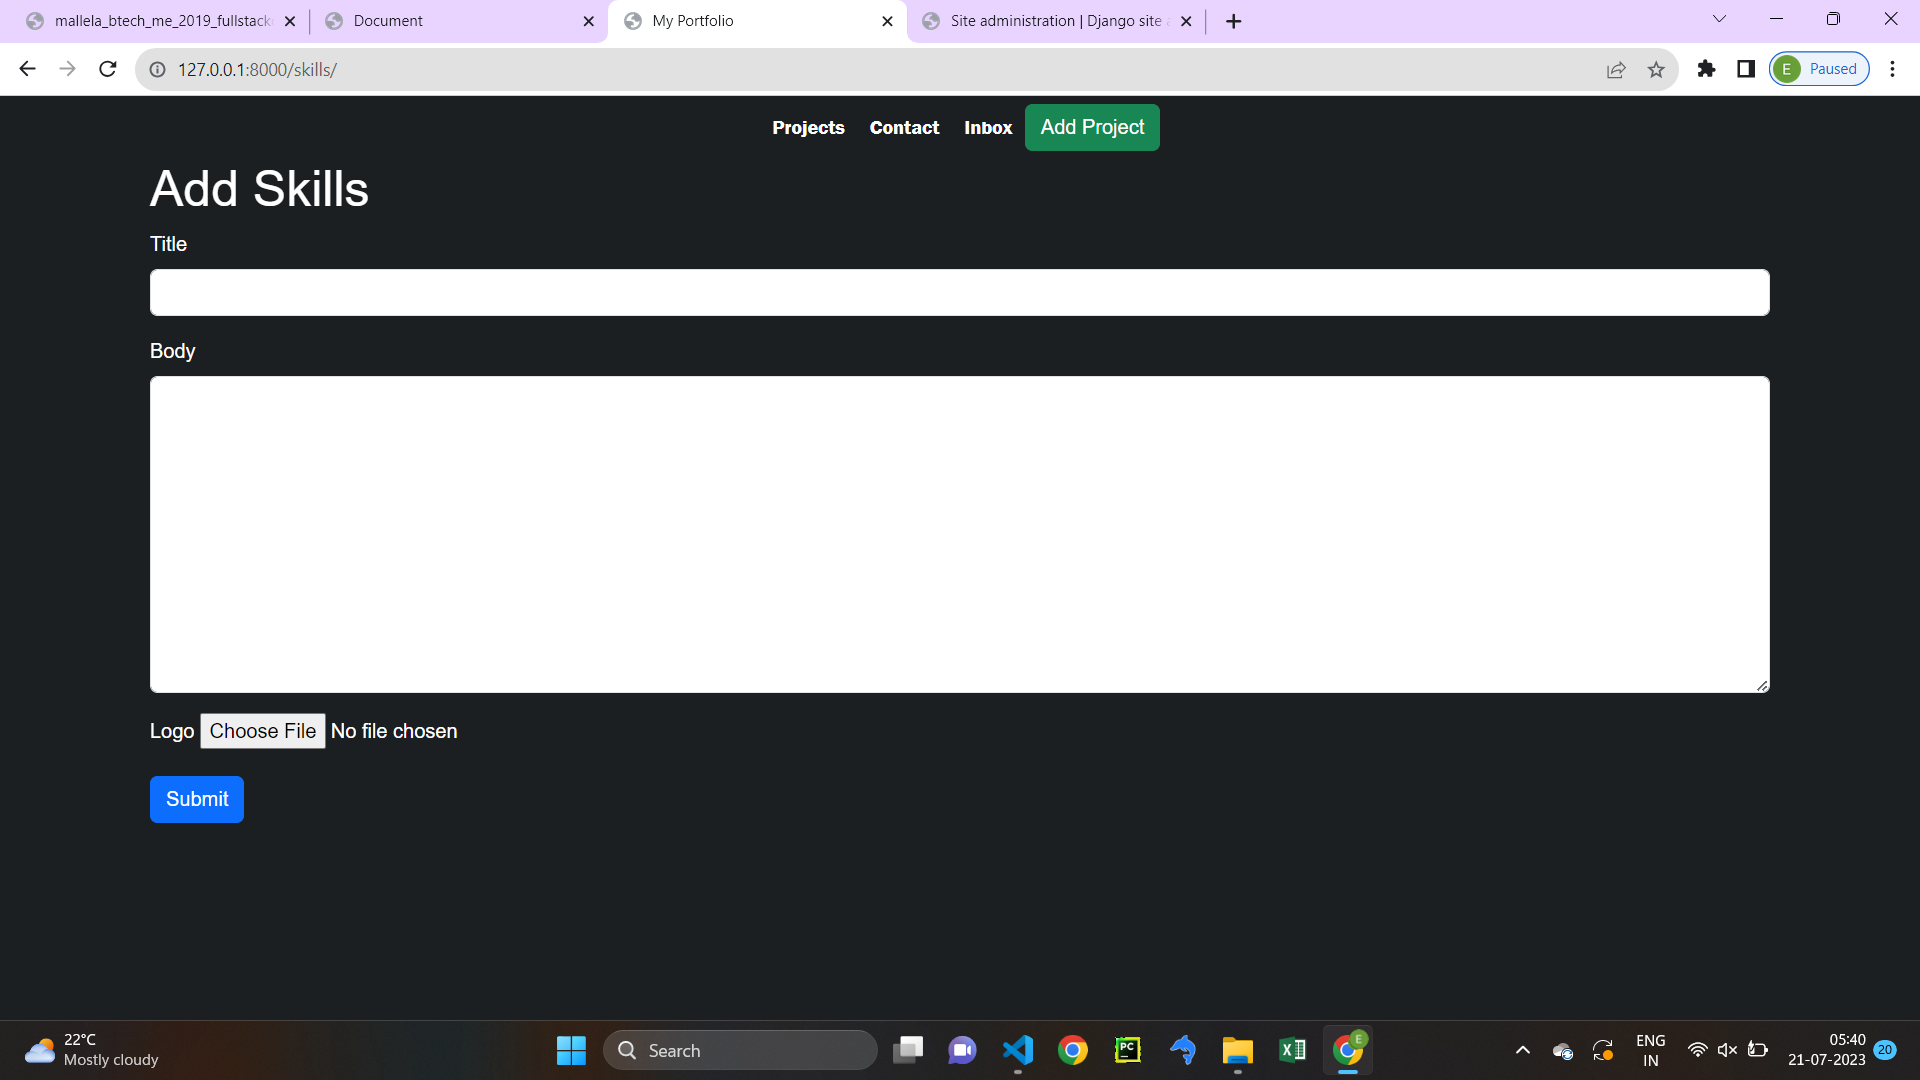 mallela_btech_me_2019_fullstack
Document
My Portfolio
Site administration | Django site
127.0.0.1:8000/skills/
E
Paused
Projects
Contact
Inbox
Add Project
Add Skills
Title
Body
Logo
Choose File
No file chosen
Submit
22°C
Mostly cloudy
Search
PC
E
ENG
IN
05:40
21-07-2023
20